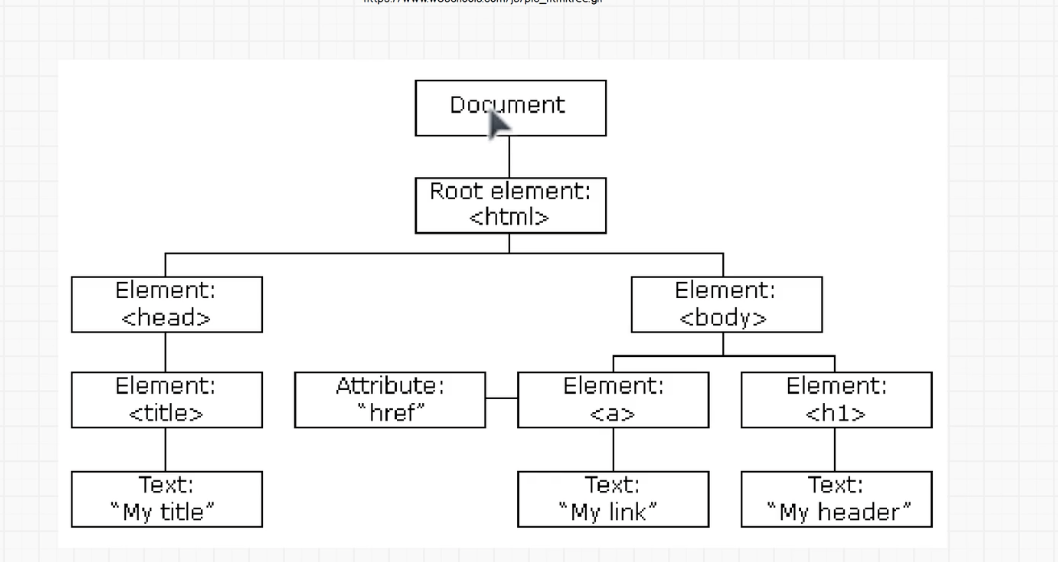 Document
Root element:
<html>
Element:
<head>
Element:
<body>
Element:
<title>
Attribute:
“href”
Element:
<a>
Element:
<h1>
Text:
“My title”
Text:
“My link”
Text:
“My header”